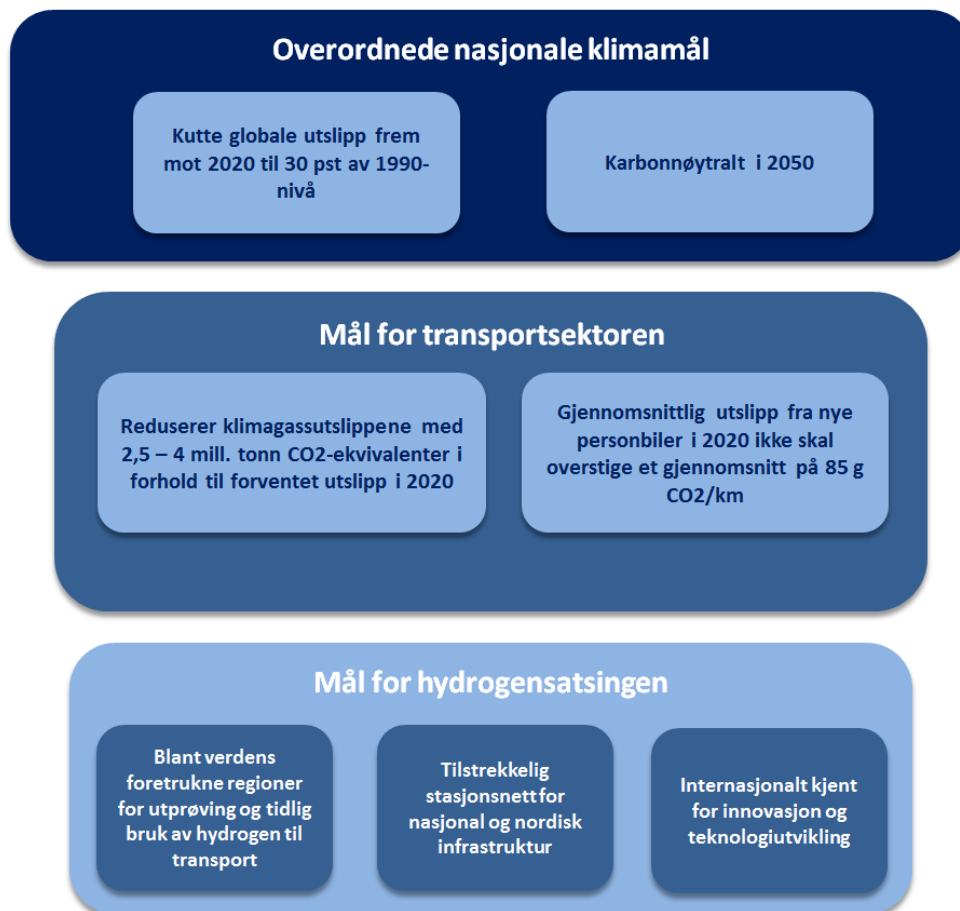 Overordnede nasjonale klimamål
Kutte globale utslipp frem
mot 2020 til 30 pst av 1990-
nivå
Karbonnøytralt i 2050
Mål for transportsektoren
Reduserer klimagassutslippene med
2,5 – 4 mill. tonn CO2-ekvivalenter i
forhold til forventet utslipp i 2020
Gjennomsnittlig utslipp fra nye
personbiler i 2020 ikke skal
overstige et gjennomsnitt på 85 g
CO2/km
Mål for hydrogensatsingen
Blant verdens
foretrukne regioner
for utprøving og tidlig
bruk av hydrogen til
transport
Tilstrekkelig
stasjonsnett for
nasjonal og nordisk
infrastruktur
Internasjonalt kjent
for innovasjon og
teknologiutvikling